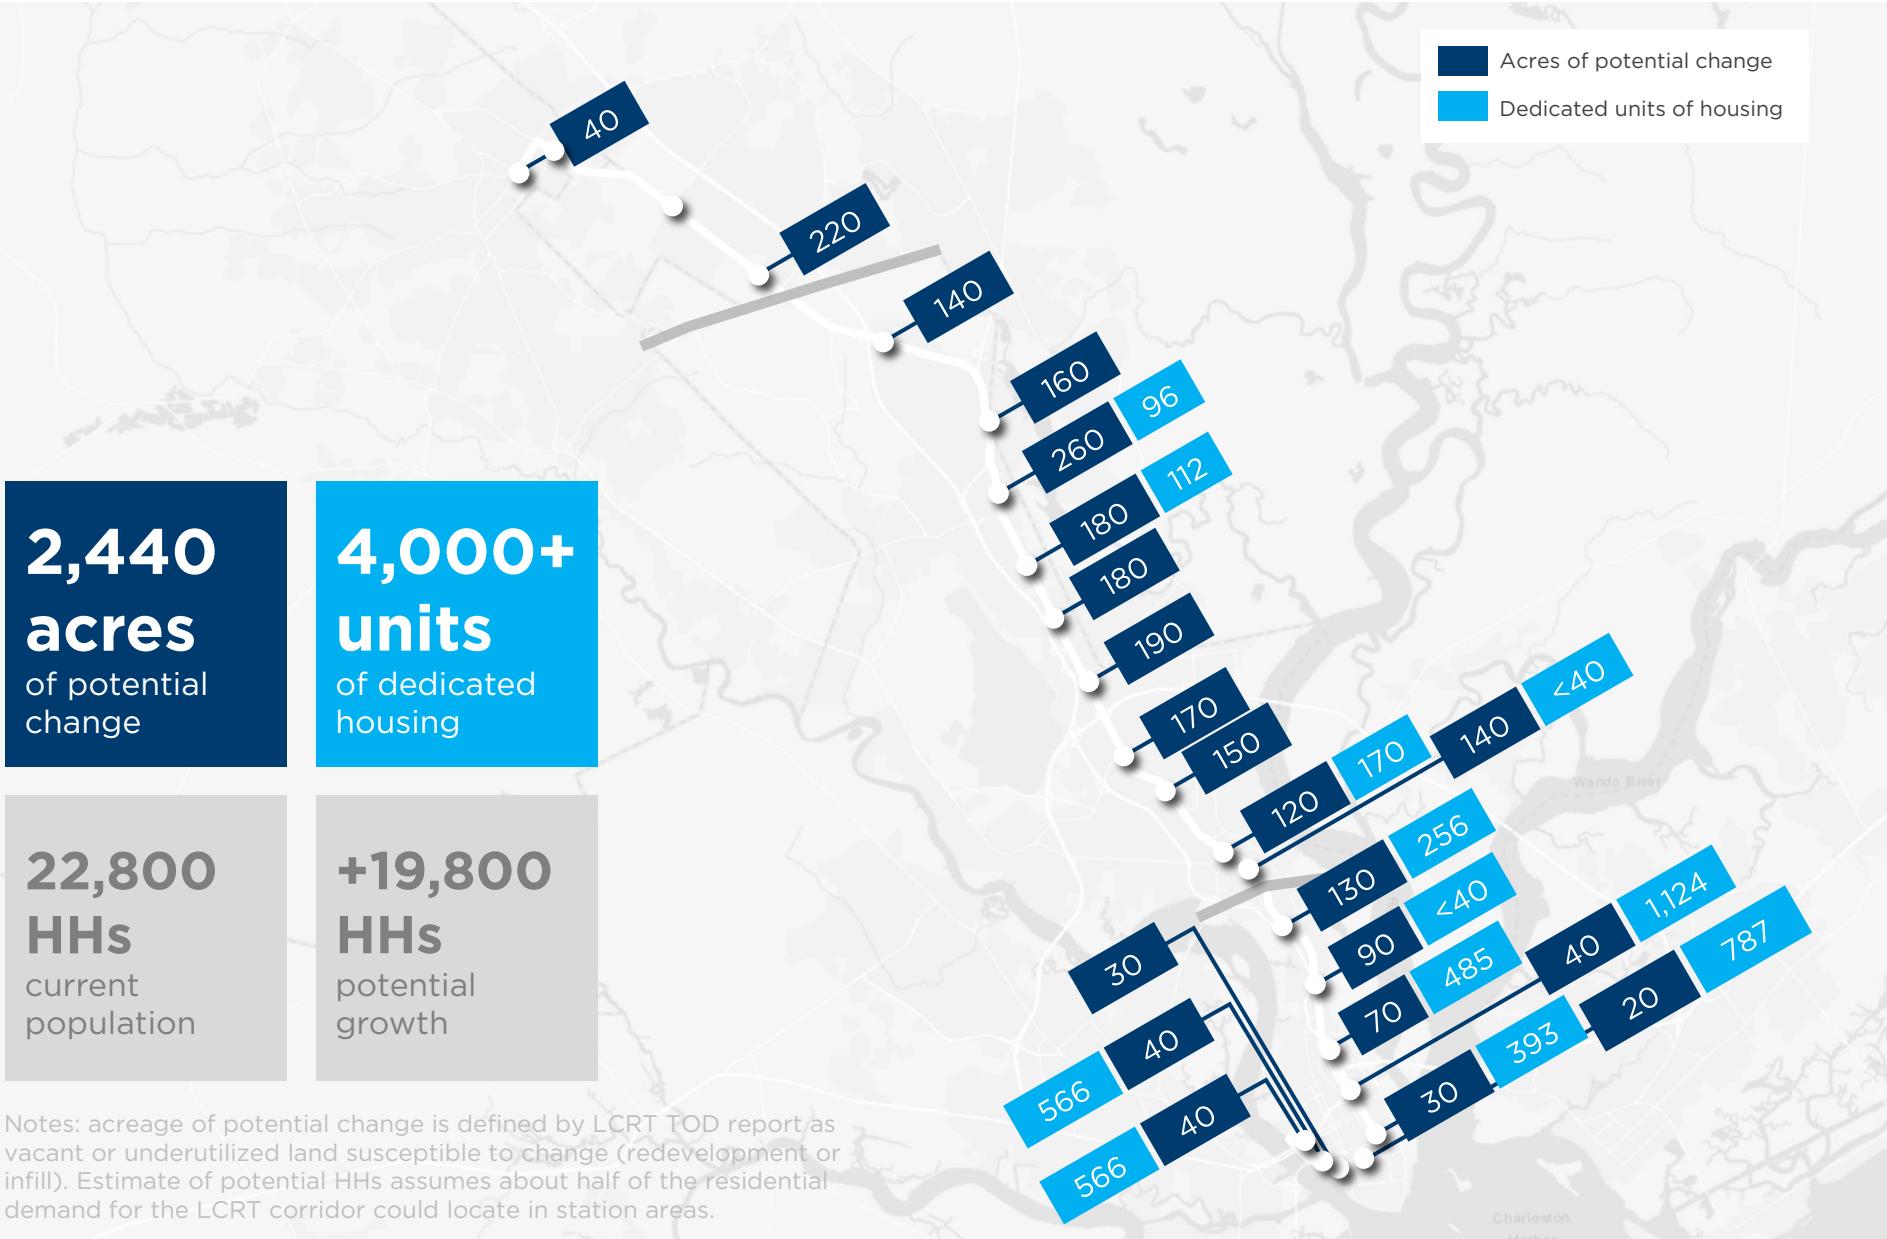 Acres of potential change
Dedicated units of housing
40
220
140
160
260
96
180
112
180
190
170
150
120
170
140
<40
130
256
90
<40
70
485
40
1,124
20
787
30
393
30
40
566
40
566
2,440
acres
of potential
change
4,000+
units
of dedicated
housing
22,800
HHs
current
population
+19,800
HHs
potential
growth
Notes: acreage of potential change is defined by LCRT TOD report as
vacant or underutilized land susceptible to change (redevelopment or
infill). Estimate of potential HHs assumes about half of the residential
demand for the LCRT corridor could locate in station areas.
Wando River
Charleston
Harbor